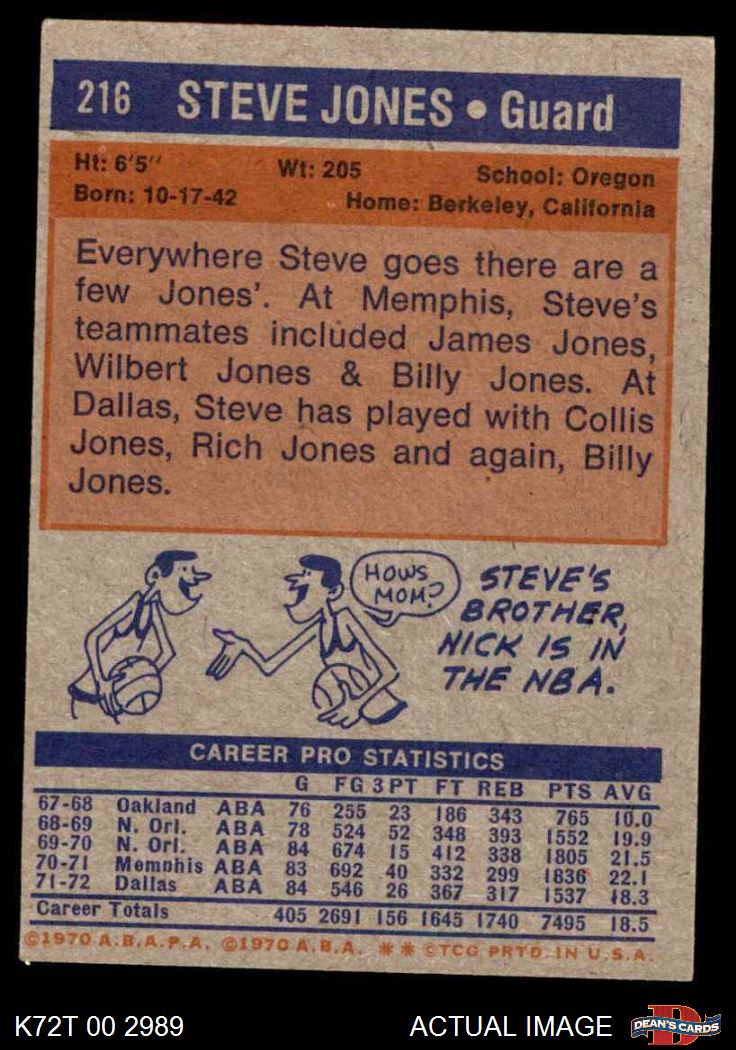 216 STEVE JONES • Guard
Ht: 6'5" Wt: 205 School: Oregon
Born: 10-17-42 Home: Berkeley, California
Everywhere Steve goes there are a
few Jones'. At Memphis, Steve's
teammates included James Jones,
Wilbert Jones & Billy Jones. At
Dallas, Steve has played with Collis
Jones, Rich Jones and again, Billy
Jones.
HOWS
MOM?
STEVE'S
BROTHER,
NICK IS IN
THE NBA.
CAREER PRO STATISTICS
G FG 3PT FT REB PTS AVG
67-68 Oakland ABA 76 255 23 186 343 765 10.0
68-69 N. Orl. ABA 78 524 52 348 393 1552 19.9
69-70 N. Orl. ABA 84 674 15 412 338 1805 21.5
70-71 Memphis ABA 83 692 40 332 299 1836 22.1
71-72 Dallas ABA 84 546 26 367 317 1537 18.3
Career Totals 405 2691 156 1645 1740 7495 18.5
©1970 A.B.A.P.A. ©1970 A.B.A. ** ©TCG PRTD. IN U.S.A.
K72T 00 2989 ACTUAL IMAGE DEAN'S CARDS